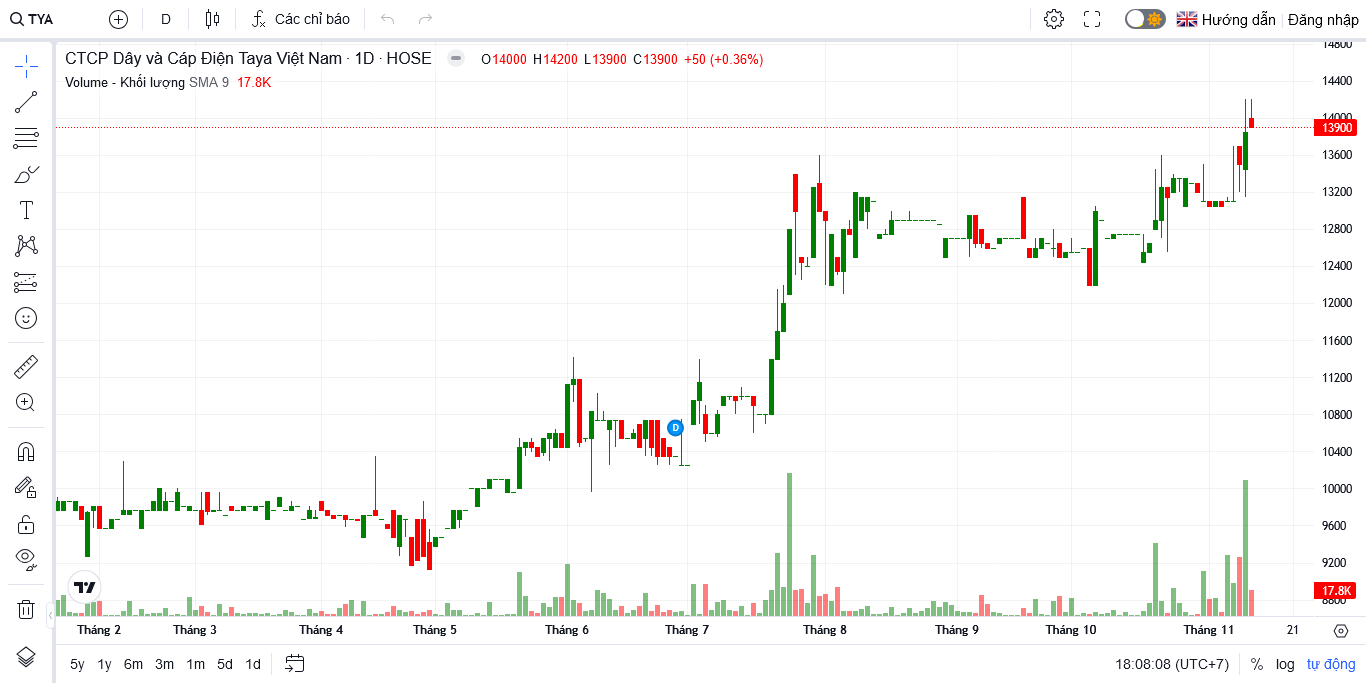 TYA D Các chỉ báo Hướng dẫn Đăng nhập
CTCP Dây và Cáp Điện Taya Việt Nam · 1D · HOSE O14000 H14200 L13900 C13900 +50 (+0.36%)
Volume - Khối lượng SMA 9 17.8K
14800
14400
14000
13900
13600
13200
12800
12400
12000
11600
11200
10800
D
10400
10000
9600
9200
17.8K
8800
Tháng 2 Tháng 3 Tháng 4 Tháng 5 Tháng 6 Tháng 7 Tháng 8 Tháng 9 Tháng 10 Tháng 11 21
5y 1y 6m 3m 1m 5d 1d 18:08:08 (UTC+7) % log tự động